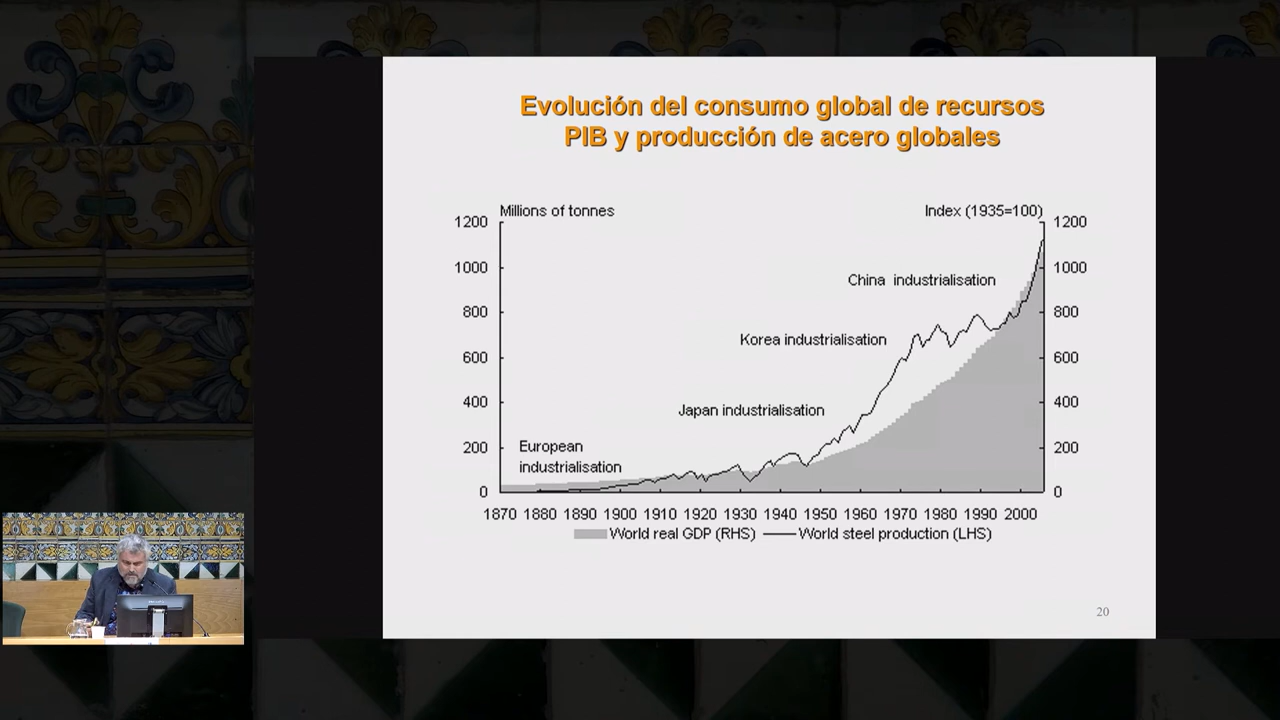 Evolución del consumo global de recursos
PIB y producción de acero globales
Millions of tonnes
Index (1935=100)
1200
1000
800
600
400
200
0
1200
1000
800
600
400
200
0
China industrialisation
Korea industrialisation
Japan industrialisation
European
industrialisation
1870 1880 1890 1900 1910 1920 1930 1940 1950 1960 1970 1980 1990 2000
World real GDP (RHS) World steel production (LHS)
20